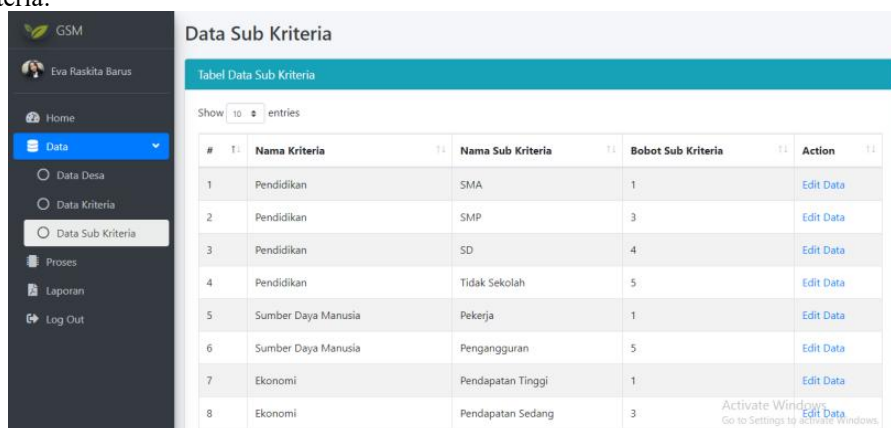 GSM
Eva Raskita Barus
Home
Data
Data Desa
Data Kriteria
Data Sub Kriteria
Proses
Laporan
Log Out
Data Sub Kriteria
Tabel Data Sub Kriteria
Show 10 entries
# Nama Kriteria Nama Sub Kriteria Bobot Sub Kriteria Action
1 Pendidikan SMA 1 Edit Data
2 Pendidikan SMP 3 Edit Data
3 Pendidikan SD 4 Edit Data
4 Pendidikan Tidak Sekolah 5 Edit Data
5 Sumber Daya Manusia Pekerja 1 Edit Data
6 Sumber Daya Manusia Pengangguran 5 Edit Data
7 Ekonomi Pendapatan Tinggi 1 Edit Data
8 Ekonomi Pendapatan Sedang 3 Edit Data
Activate Windows
Go to Settings to activate Windows.